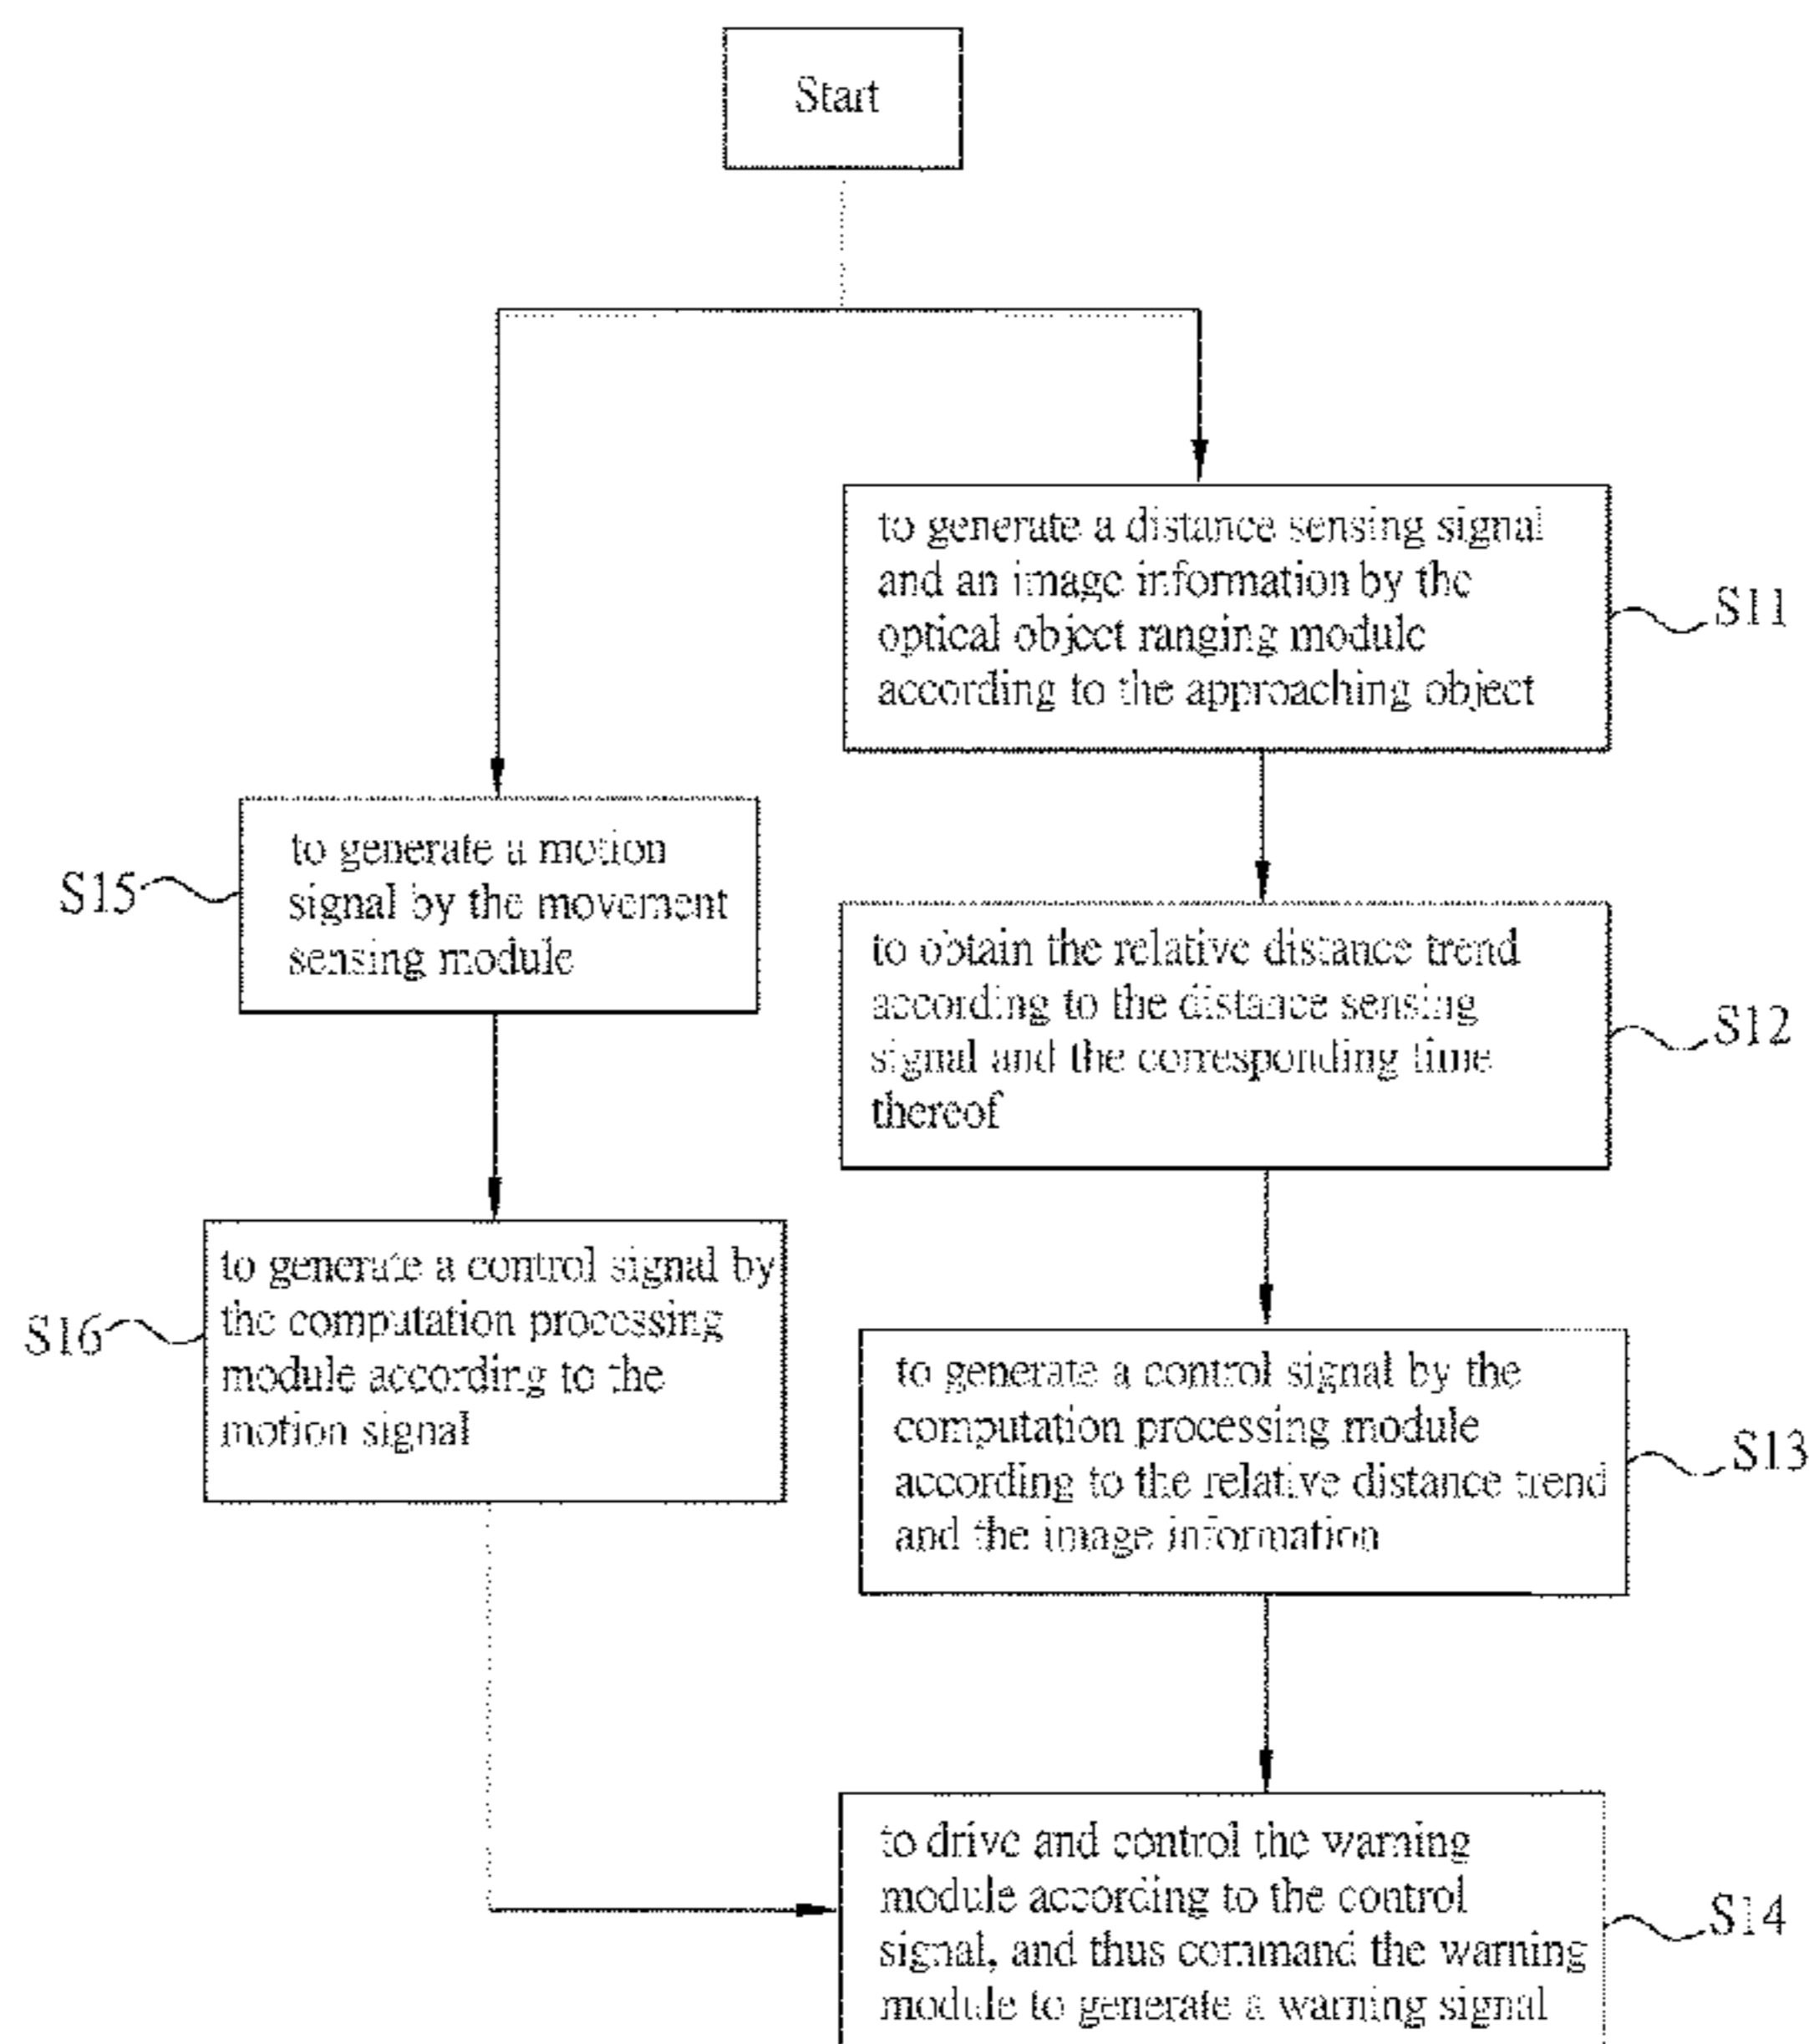 Start
to generate a distance sensing signal
and an image information by the
optical object ranging module
according to the approaching object
S11
to generate a motion
signal by the movement
sensing module
S15
to obtain the relative distance trend
according to the distance sensing
signal and the corresponding time
thereof
S12
to generate a control signal by
the computation processing
module according to the
motion signal
S16
to generate a control signal by the
computation processing module
according to the relative distance trend
and the image information
S13
to drive and control the warning
module according to the control
signal, and thus command the warning
module to generate a warning signal
S14